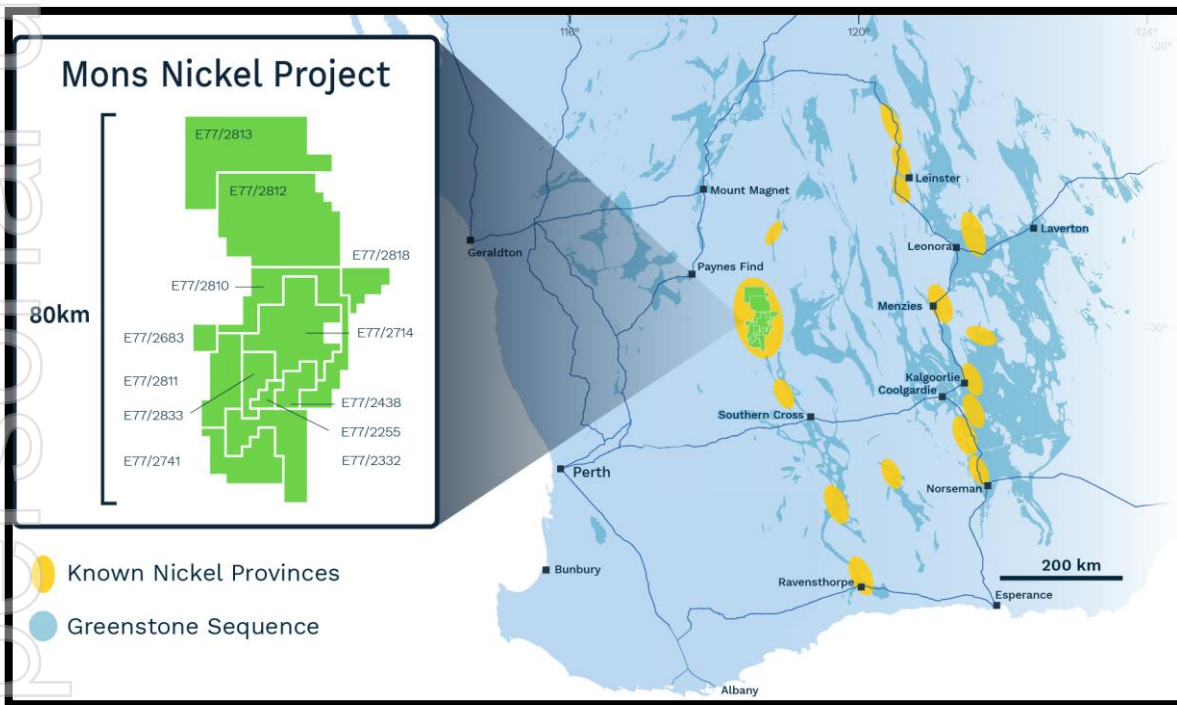 Mons Nickel Project
80km
E77/2813
E77/2812
E77/2818
E77/2810
E77/2714
E77/2683
E77/2811
E77/2833
E77/2438
E77/2255
E77/2741
E77/2332
Known Nickel Provinces
Greenstone Sequence
116°
120°
124°
-26°
-30°
Mount Magnet
Leinster
Laverton
Leonora
Geraldton
Paynes Find
Menzies
Kalgoorlie
Coolgardie
Southern Cross
Perth
Norseman
Bunbury
Ravensthorpe
200 km
Esperance
Albany